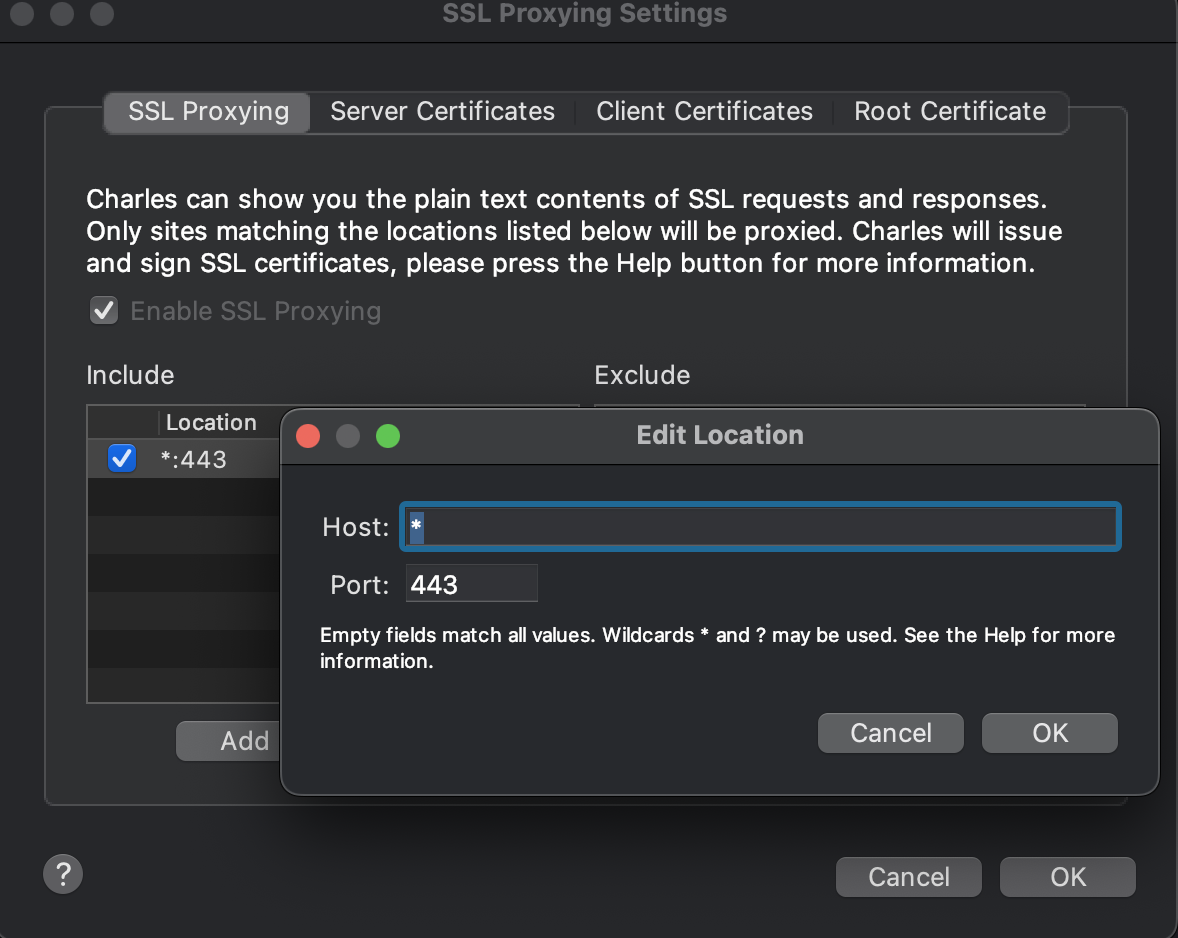 SSL Proxying Settings
SSL Proxying
Server Certificates
Client Certificates
Root Certificate
Charles can show you the plain text contents of SSL requests and responses.
Only sites matching the locations listed below will be proxied. Charles will issue
and sign SSL certificates, please press the Help button for more information.
Enable SSL Proxying
Include
Exclude
Location
*:443
Edit Location
Host: *
Port: 443
Empty fields match all values. Wildcards * and ? may be used. See the Help for more
information.
Cancel
OK
Add
?
Cancel
OK